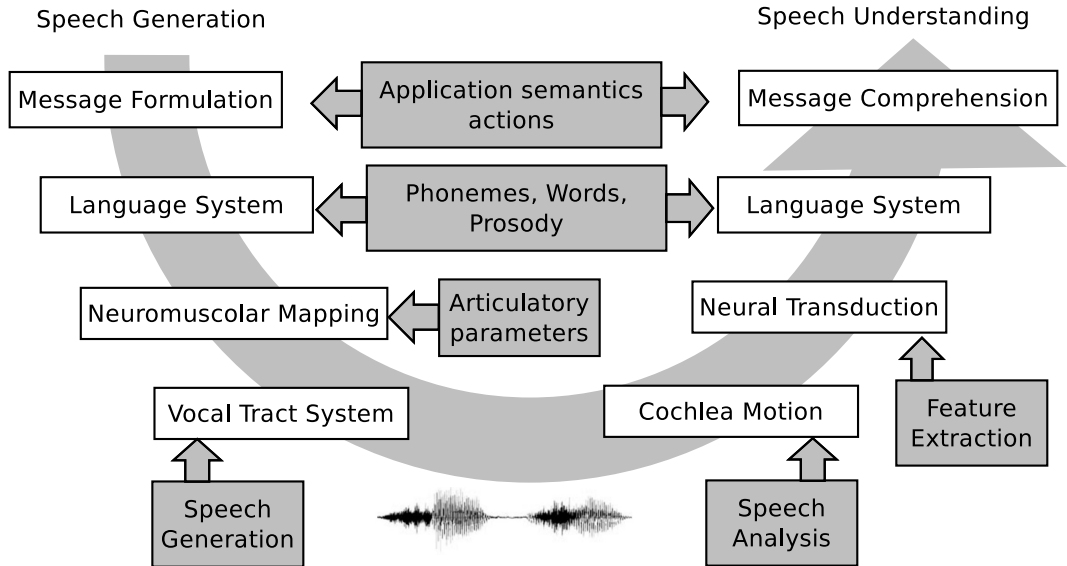 Speech Generation
Speech Understanding
Message Formulation
Application semantics
actions
Message Comprehension
Language System
Phonemes, Words,
Prosody
Language System
Neuromuscolar Mapping
Articulatory
parameters
Neural Transduction
Vocal Tract System
Cochlea Motion
Feature
Extraction
Speech
Generation
Speech
Analysis